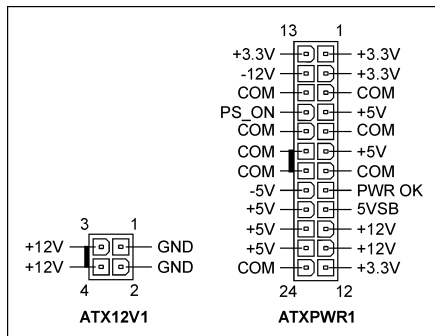 13 1
+3.3V +3.3V
-12V +3.3V
COM COM
PS_ON +5V
COM COM
COM +5V
COM COM
-5V PWR OK
+5V 5VSB
+5V +12V
+5V +12V
COM +3.3V
24 12
ATXPWR1
3 1
+12V GND
+12V GND
4 2
ATX12V1